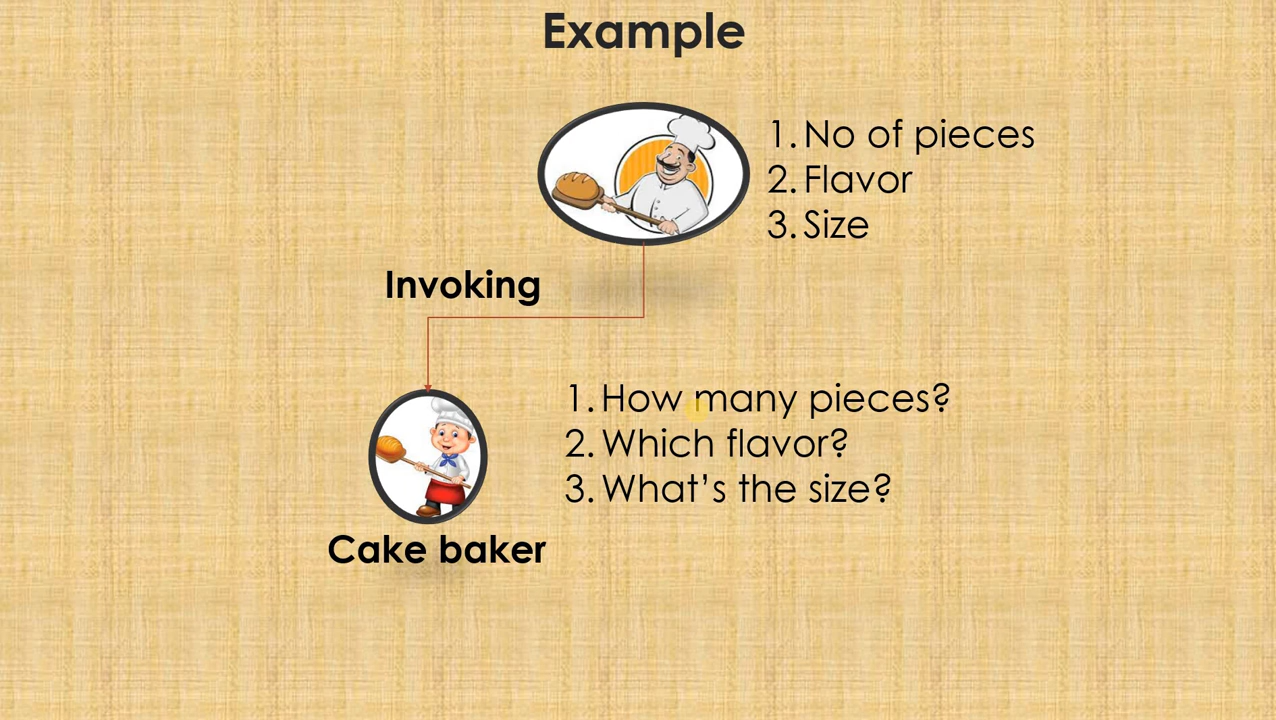 Example
1. No of pieces
2. Flavor
3. Size
Invoking
1. How many pieces?
2. Which flavor?
3. What’s the size?
Cake baker